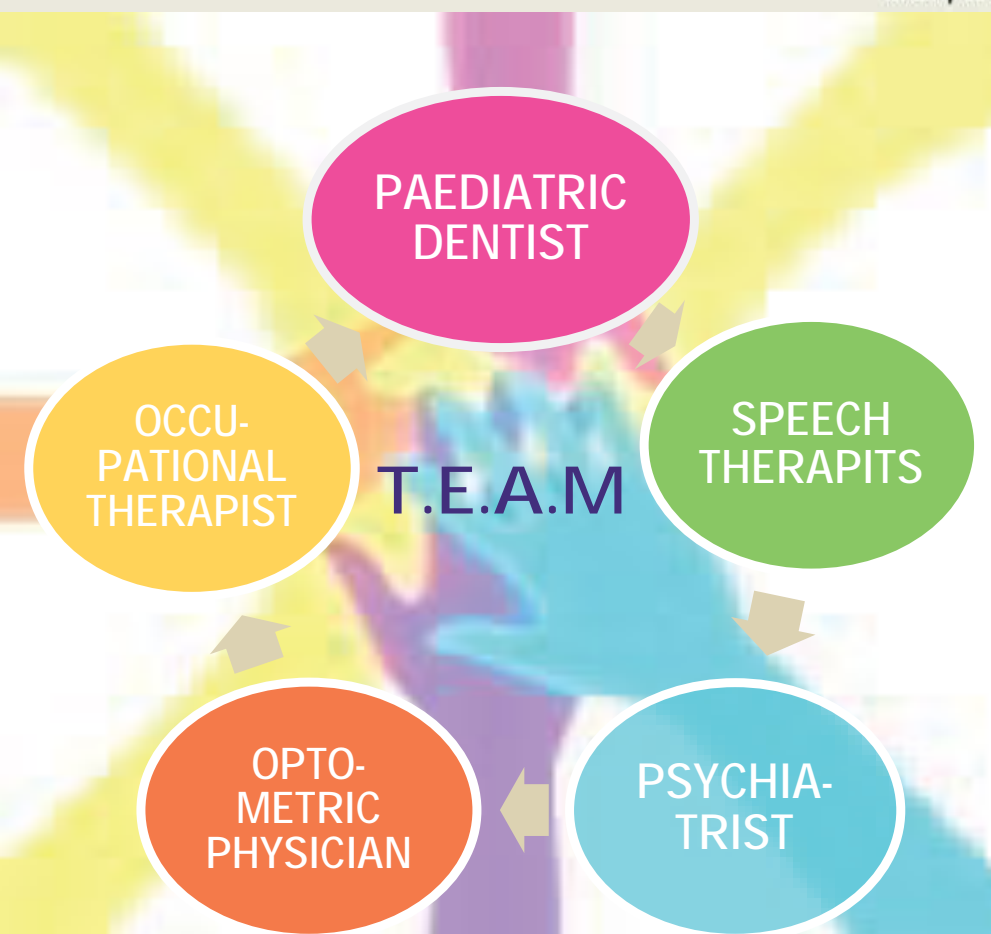 PAEDIATRIC
DENTIST
SPEECH
THERAPITS
PSYCHIA-
TRIST
OPTO-
METRIC
PHYSICIAN
OCCU-
PATIONAL
THERAPIST
T.E.A.M